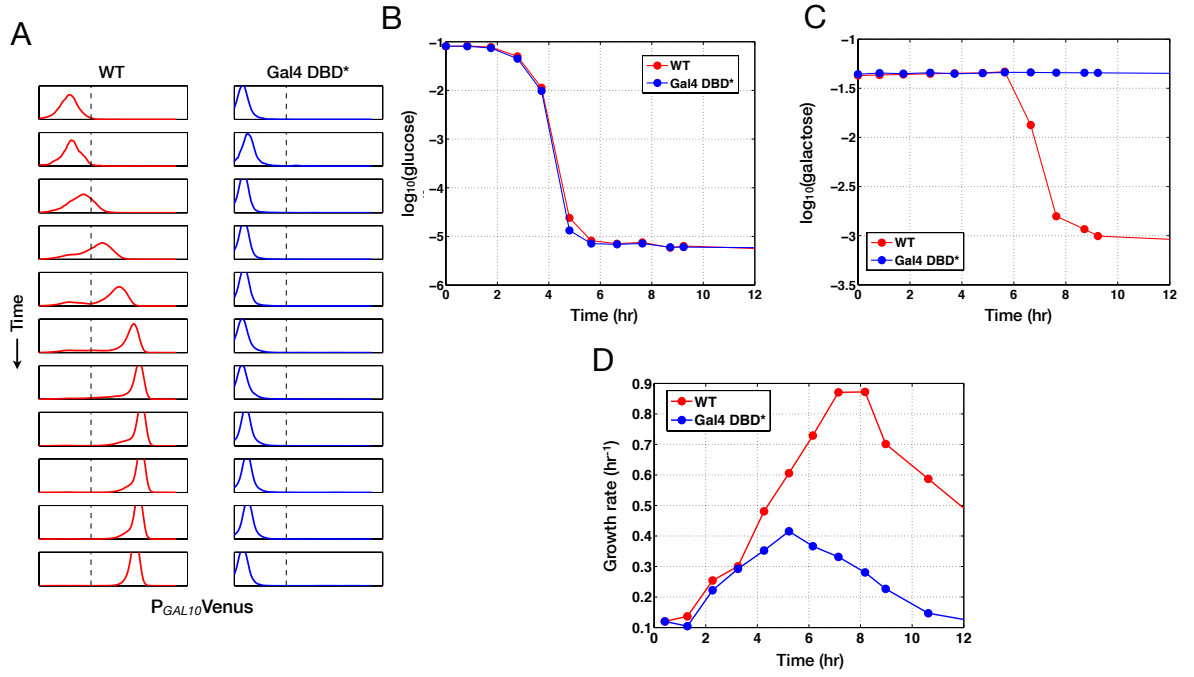 A
WT
Gal4 DBD*
Time
P_GAL10Venus
B
−1
−2
−3
−4
−5
−6
log₁₀(glucose)
0
2
4
6
8
10
12
Time (hr)
WT
Gal4 DBD*
C
−1
−1.5
−2
−2.5
−3
−3.5
log₁₀(galactose)
0
2
4
6
8
10
12
Time (hr)
WT
Gal4 DBD*
D
0.9
0.8
0.7
0.6
0.5
0.4
0.3
0.2
0.1
Growth rate (hr⁻¹)
0
2
4
6
8
10
12
Time (hr)
WT
Gal4 DBD*